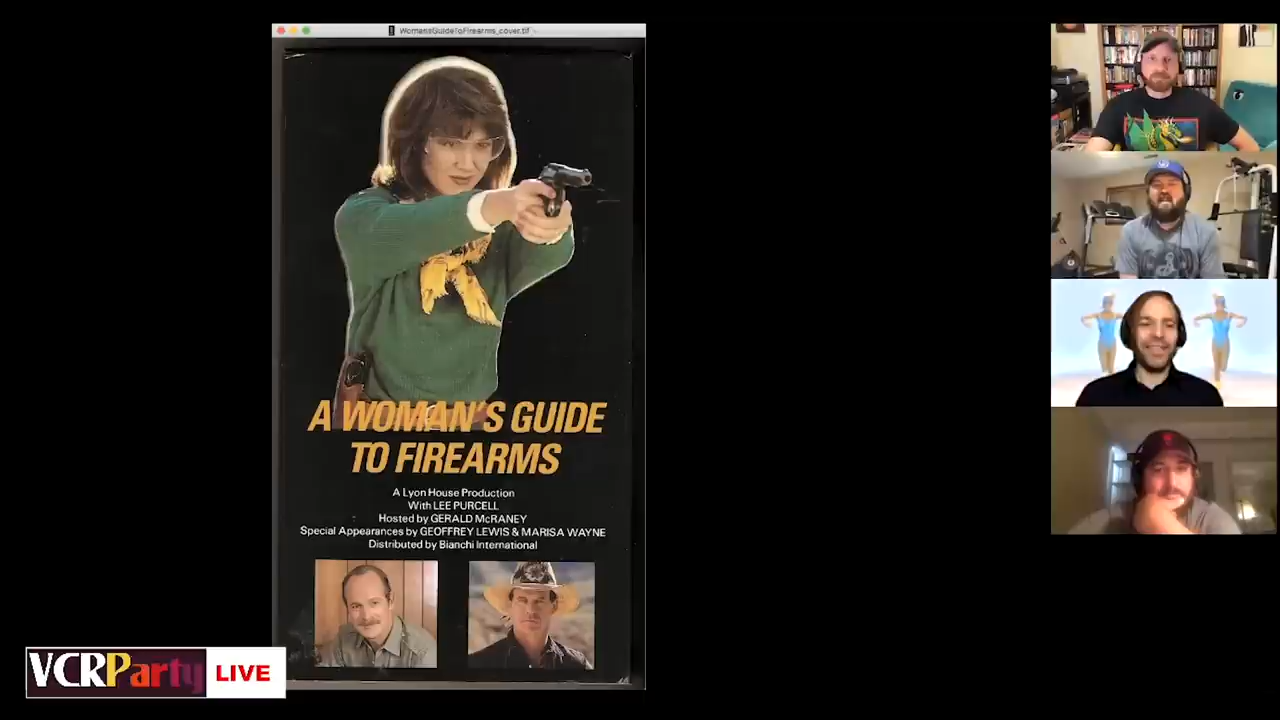 WomansGuideToFirearms_cover.tif
A WOMAN'S GUIDE
TO FIREARMS
A Lyon House Production
With LEE PURCELL
Hosted by GERALD McRANEY
Special Appearances by GEOFFREY LEWIS & MARISA WAYNE
Distributed by Bianchi International
VCRParty LIVE